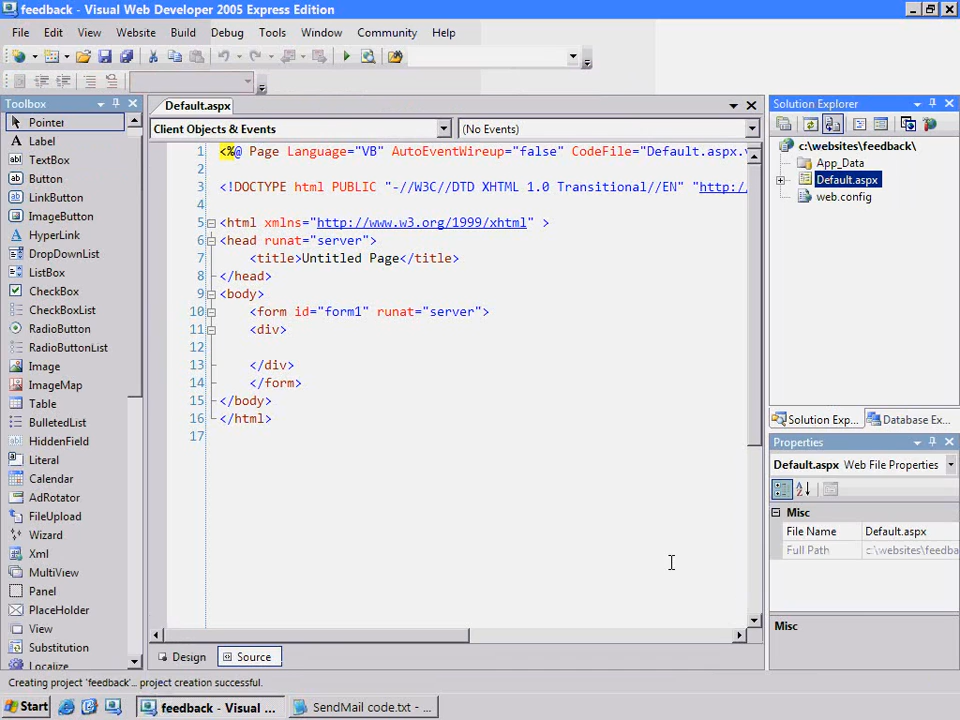 feedback - Visual Web Developer 2005 Express Edition
File Edit View Website Build Debug Tools Window Community Help
Toolbox
Pointer
Label
TextBox
Button
LinkButton
ImageButton
HyperLink
DropDownList
ListBox
CheckBox
CheckBoxList
RadioButton
RadioButtonList
Image
ImageMap
Table
BulletedList
HiddenField
Literal
Calendar
AdRotator
FileUpload
Wizard
Xml
MultiView
Panel
PlaceHolder
View
Substitution
Localize
Default.aspx
Client Objects & Events (No Events)
1 <%@ Page Language="VB" AutoEventWireup="false" CodeFile="Default.aspx.v
2
3 <!DOCTYPE html PUBLIC "-//W3C//DTD XHTML 1.0 Transitional//EN" "http:/
4
5 <html xmlns="http://www.w3.org/1999/xhtml" >
6 <head runat="server">
7 <title>Untitled Page</title>
8 </head>
9 <body>
10 <form id="form1" runat="server">
11 <div>
12
13 </div>
14 </form>
15 </body>
16 </html>
17
Design Source
Solution Explorer
c:\websites\feedback\
App_Data
Default.aspx
web.config
Solution Exp... Database Ex...
Properties
Default.aspx Web File Properties
Misc
File Name Default.aspx
Full Path c:\websites\feedba
Misc
Creating project 'feedback'... project creation successful.
Start feedback - Visual ... SendMail code.txt - ...